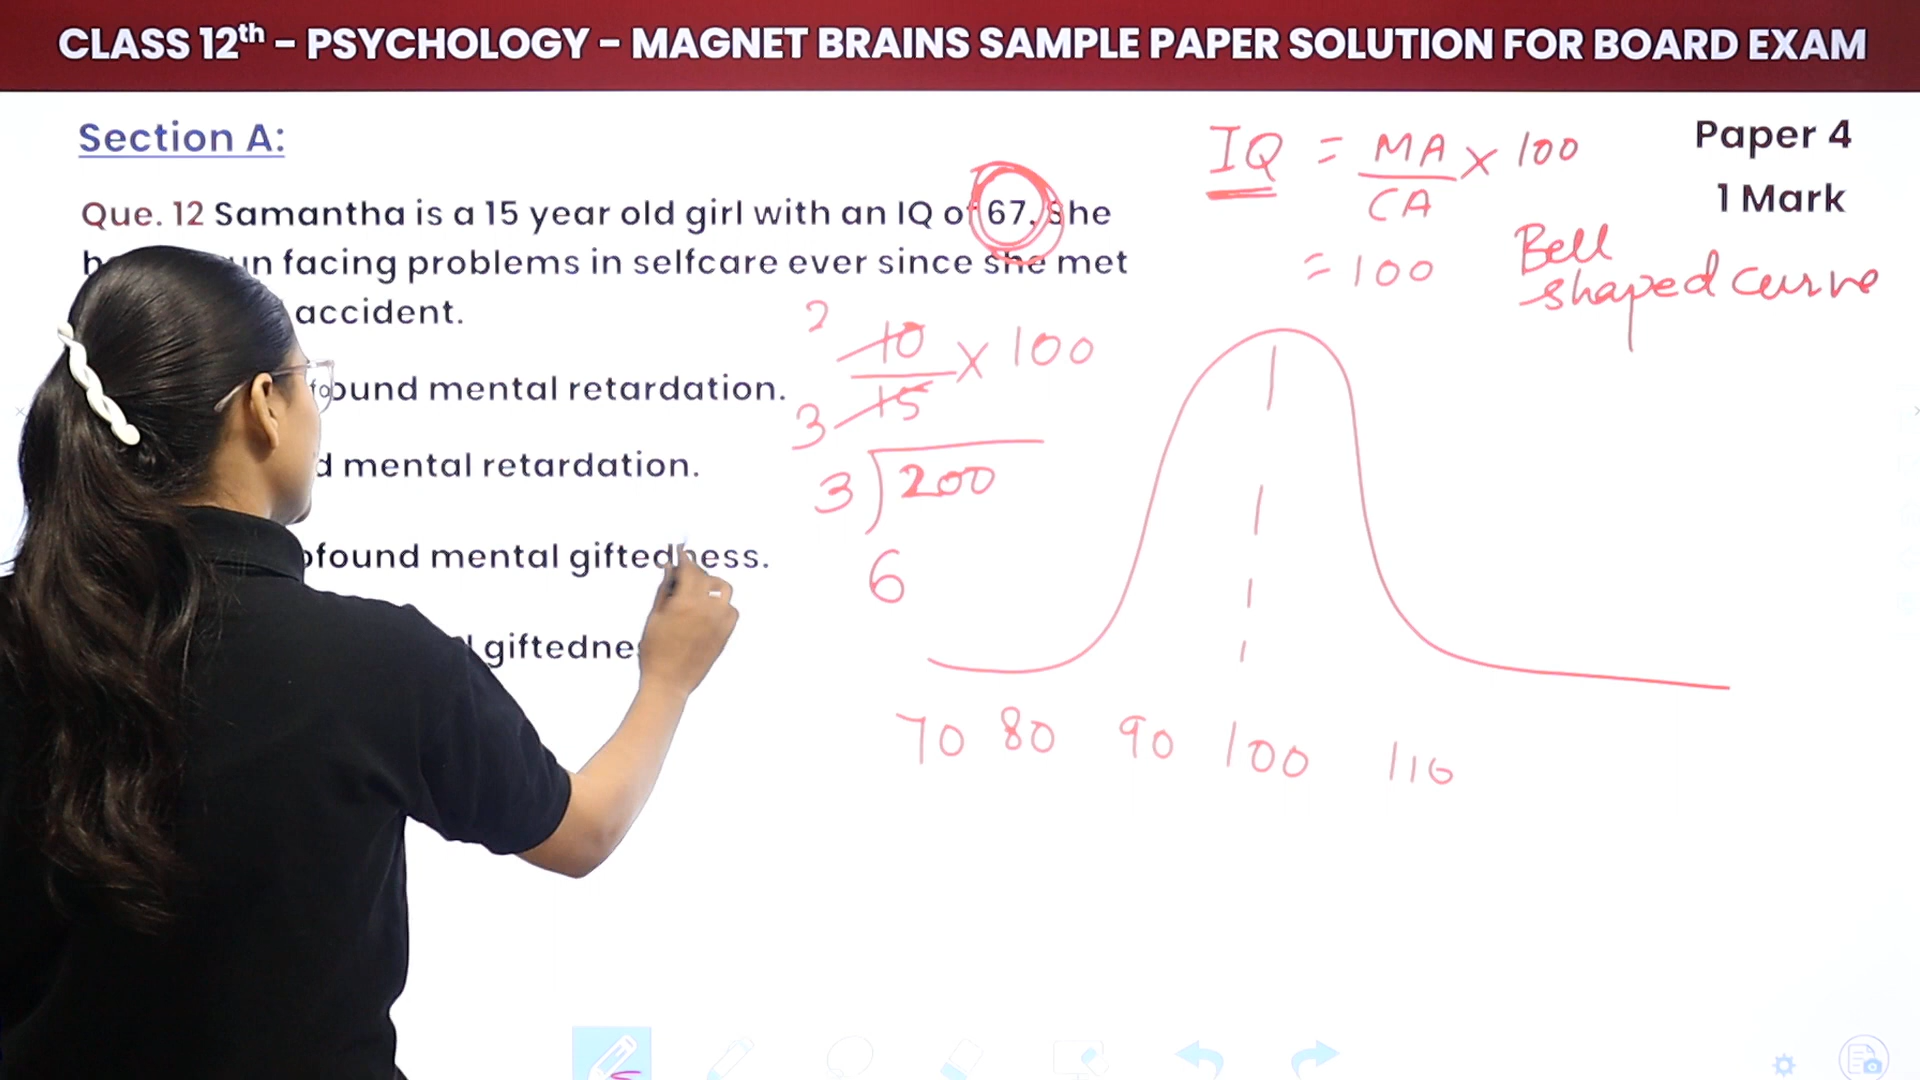 CLASS 12th – PSYCHOLOGY – MAGNET BRAINS SAMPLE PAPER SOLUTION FOR BOARD EXAM
Section A:
Paper 4
1 Mark
Que. 12 Samantha is a 15 year old girl with an IQ of 67. She
facing problems in selfcare ever since she met
accident.
mental retardation.
mental retardation.
mental giftedness.
IQ = MA/CA × 100
= 100
Bell
shaped curve
2
10/15 × 100
3
3 ) 200
6
70 80 90 100 110